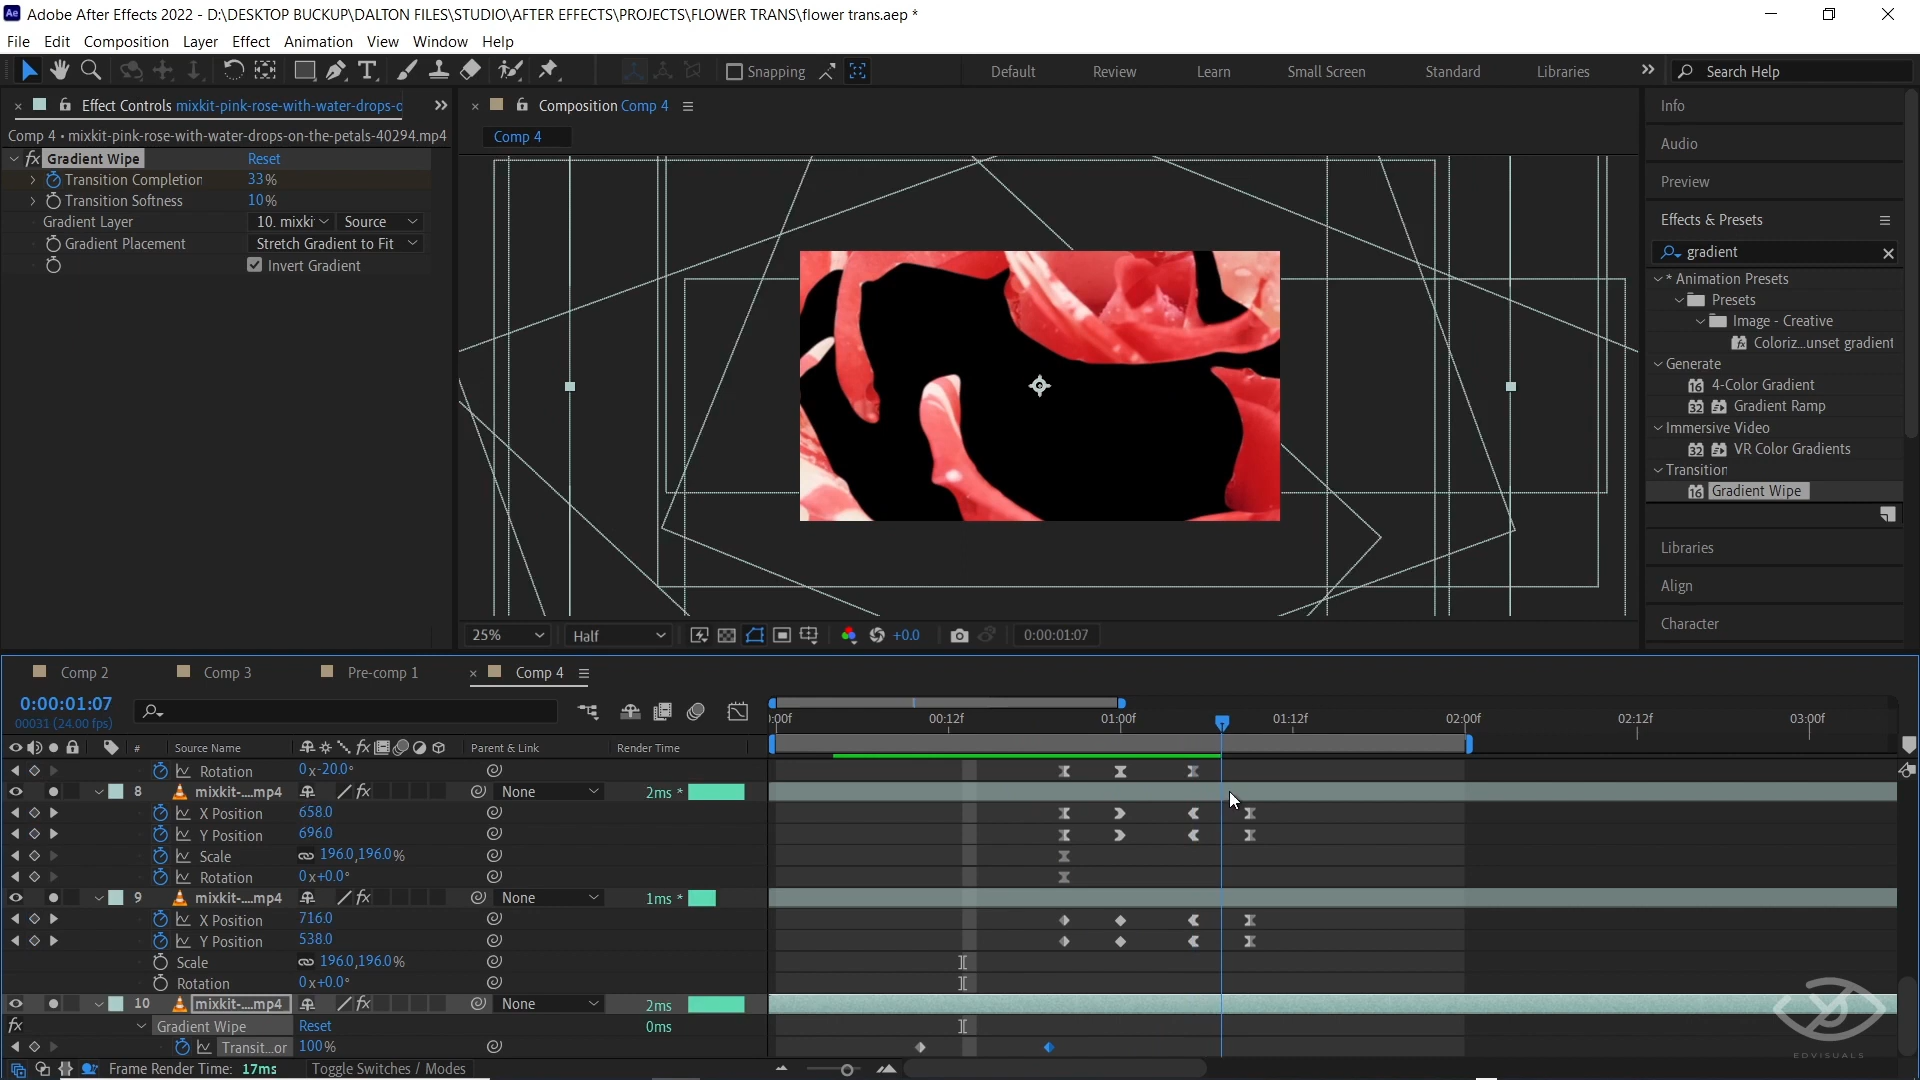 Adobe After Effects 2022 - D:\DESKTOP BUCKUP\DALTON FILES\STUDIO\AFTER EFFECTS\PROJECTS\FLOWER TRANS\flower trans.aep *
File Edit Composition Layer Effect Animation View Window Help
Snapping Default Review Learn Small Screen Standard Libraries Search Help
Effect Controls mixkit-pink-rose-with-water-drops-o
Composition Comp 4
Info
Comp 4 • mixkit-pink-rose-with-water-drops-on-the-petals-40294.mp4
Comp 4
Audio
fx Gradient Wipe Reset
Transition Completion 33%
Transition Softness 10%
Gradient Layer 10. mixki Source
Gradient Placement Stretch Gradient to Fit
Invert Gradient
Preview
Effects & Presets
gradient
* Animation Presets
Presets
Image - Creative
Coloriz...unset gradient
Generate
4-Color Gradient
Gradient Ramp
Immersive Video
VR Color Gradients
Transition
Gradient Wipe
Libraries
Align
Character
25% Half +0.0 0:00:01:07
Comp 2 Comp 3 Pre-comp 1 Comp 4
0:00:01:07
00031 (24.00 fps)
:00f 00:12f 01:00f 01:12f 02:00f 02:12f 03:00f
# Source Name fx Parent & Link Render Time
Rotation 0x-20.0°
8 mixkit-....mp4 fx None 2ms *
X Position 658.0
Y Position 696.0
Scale 196.0,196.0%
Rotation 0x+0.0°
9 mixkit-....mp4 fx None 1ms *
X Position 716.0
Y Position 538.0
Scale 196.0,196.0%
Rotation 0x+0.0°
10 mixkit-....mp4 fx None 2ms
fx Gradient Wipe Reset 0ms
Transit...or 100%
EDVISUALS
Frame Render Time: 17ms Toggle Switches / Modes